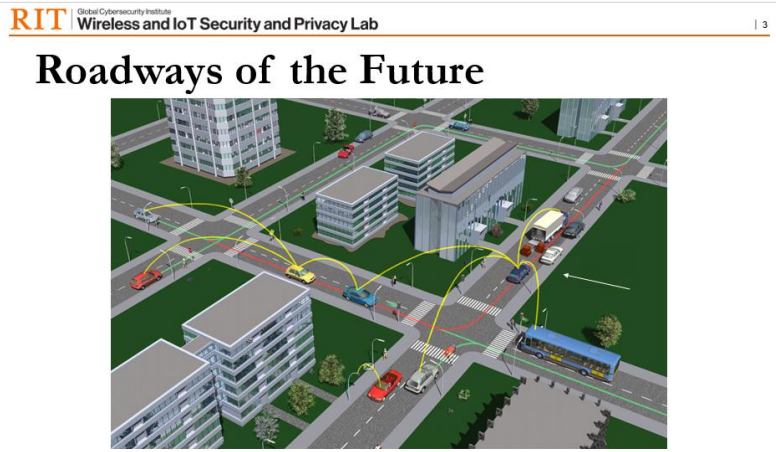 RIT
Global Cybersecurity Institute
Wireless and IoT Security and Privacy Lab
| 3
Roadways of the Future